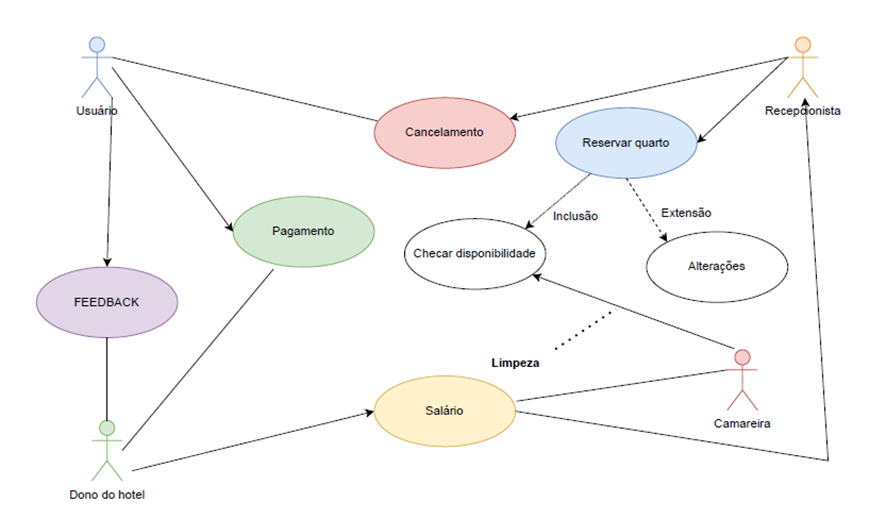 Usuário
Recepcionista
Cancelamento
Reservar quarto
Inclusão
Extensão
Pagamento
Checar disponibilidade
Alterações
FEEDBACK
Limpeza
Salário
Camareira
Dono do hotel